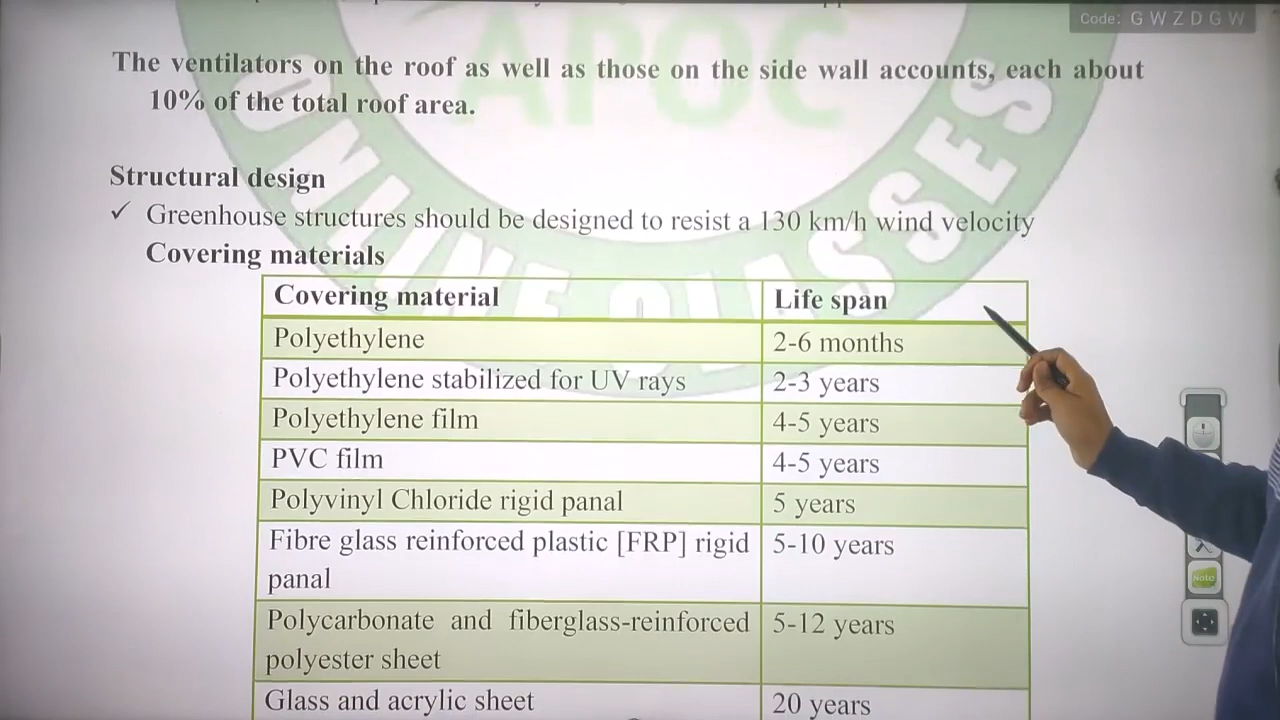 Code: G W Z D G W
APOC
ONLINE CLASSES
The ventilators on the roof as well as those on the side wall accounts, each about
10% of the total roof area.
Structural design
✓ Greenhouse structures should be designed to resist a 130 km/h wind velocity
Covering materials
Covering material Life span
Polyethylene 2-6 months
Polyethylene stabilized for UV rays 2-3 years
Polyethylene film 4-5 years
PVC film 4-5 years
Polyvinyl Chloride rigid panal 5 years
Fibre glass reinforced plastic [FRP] rigid 5-10 years
panal
Polycarbonate and fiberglass-reinforced 5-12 years
polyester sheet
Glass and acrylic sheet 20 years
Note